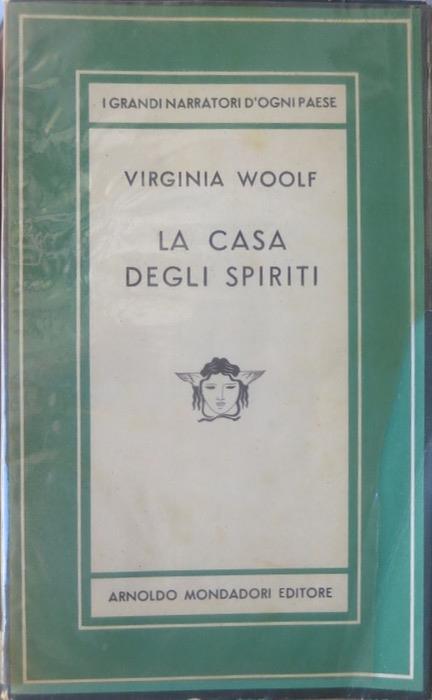 I GRANDI NARRATORI D'OGNI PAESE
VIRGINIA WOOLF
LA CASA
DEGLI SPIRITI
ARNOLDO MONDADORI EDITORE